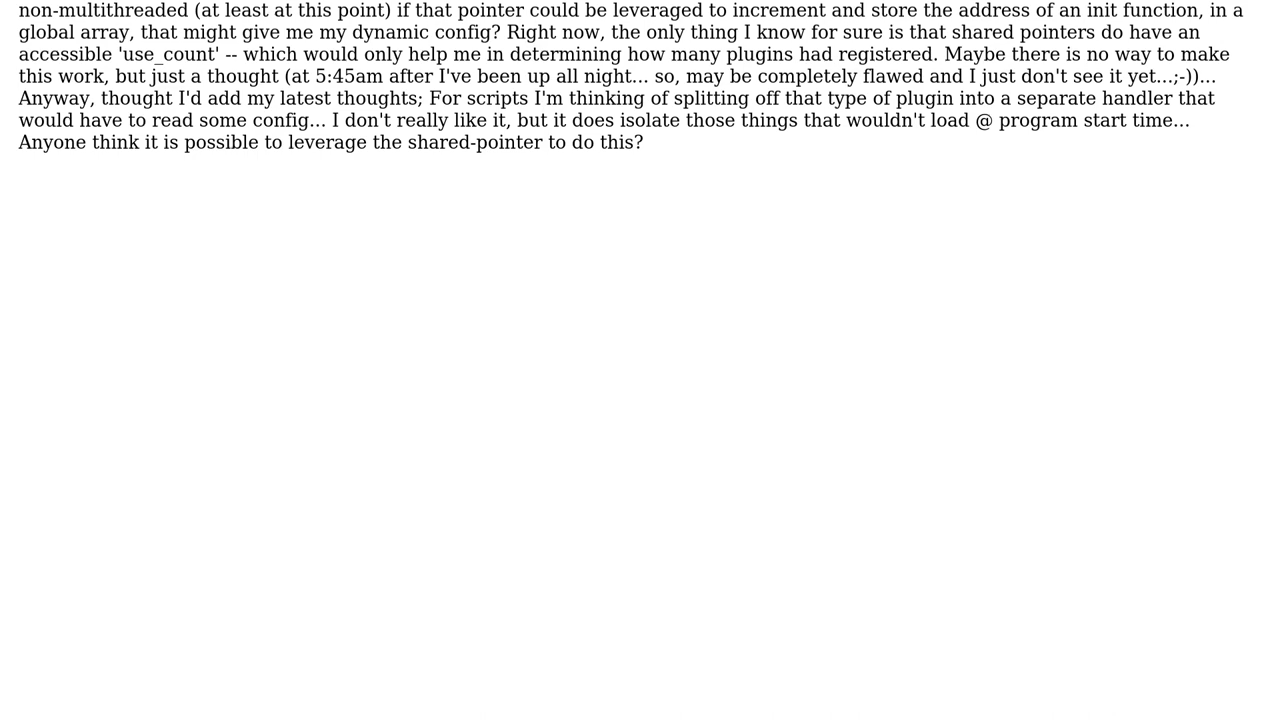 non-multithreaded (at least at this point) if that pointer could be leveraged to increment and store the address of an init function, in a
global array, that might give me my dynamic config? Right now, the only thing I know for sure is that shared pointers do have an
accessible 'use_count' -- which would only help me in determining how many plugins had registered. Maybe there is no way to make
this work, but just a thought (at 5:45am after I've been up all night... so, may be completely flawed and I just don't see it yet...;-))...
Anyway, thought I'd add my latest thoughts; For scripts I'm thinking of splitting off that type of plugin into a separate handler that
would have to read some config... I don't really like it, but it does isolate those things that wouldn't load @ program start time...
Anyone think it is possible to leverage the shared-pointer to do this?